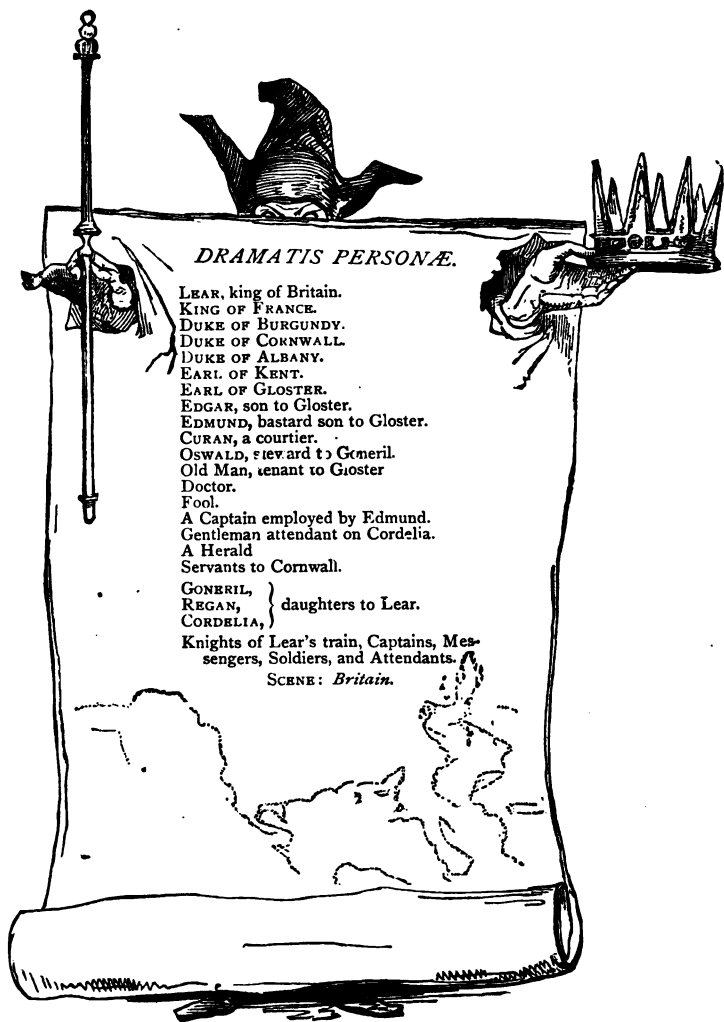 DRAMATIS PERSONÆ.
LEAR, king of Britain.
KING OF FRANCE.
DUKE OF BURGUNDY.
DUKE OF CORNWALL.
DUKE OF ALBANY.
EARL OF KENT.
EARL OF GLOSTER.
EDGAR, son to Gloster.
EDMUND, bastard son to Gloster.
CURAN, a courtier.
OSWALD, steward to Goneril.
Old Man, tenant to Gloster
Doctor.
Fool.
A Captain employed by Edmund.
Gentleman attendant on Cordelia.
A Herald
Servants to Cornwall.
GONERIL,
REGAN, } daughters to Lear.
CORDELIA,
Knights of Lear's train, Captains, Mes-
sengers, Soldiers, and Attendants.
SCENE: Britain.